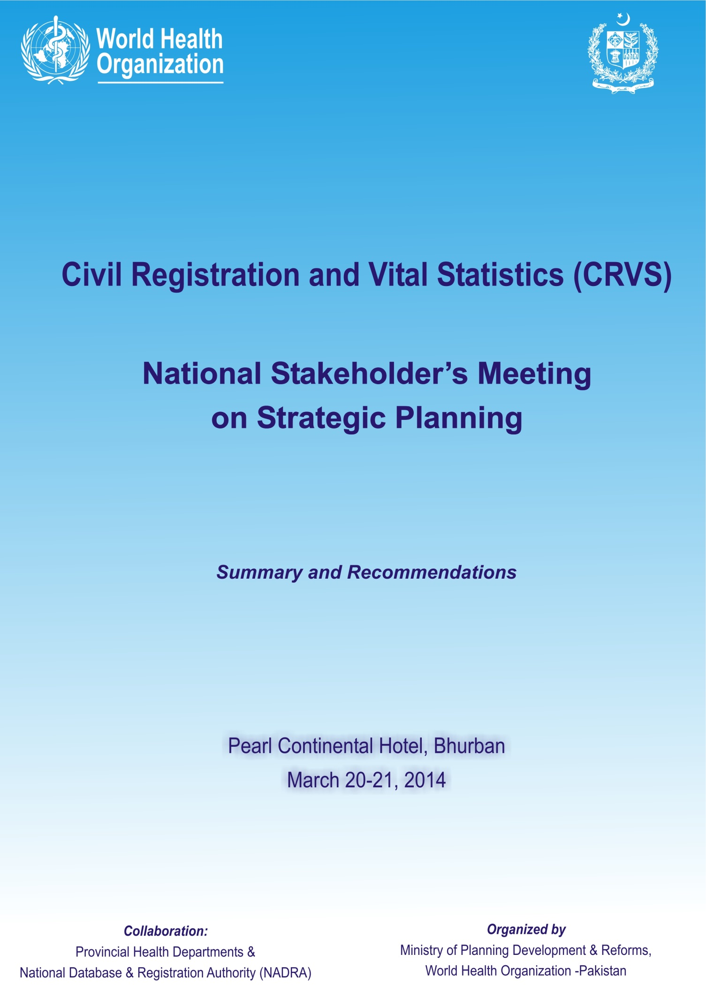 World Health
Organization
Civil Registration and Vital Statistics (CRVS)
National Stakeholder’s Meeting
on Strategic Planning
Summary and Recommendations
Pearl Continental Hotel, Bhurban
March 20-21, 2014
Collaboration:
Provincial Health Departments &
National Database & Registration Authority (NADRA)
Organized by
Ministry of Planning Development & Reforms,
World Health Organization -Pakistan